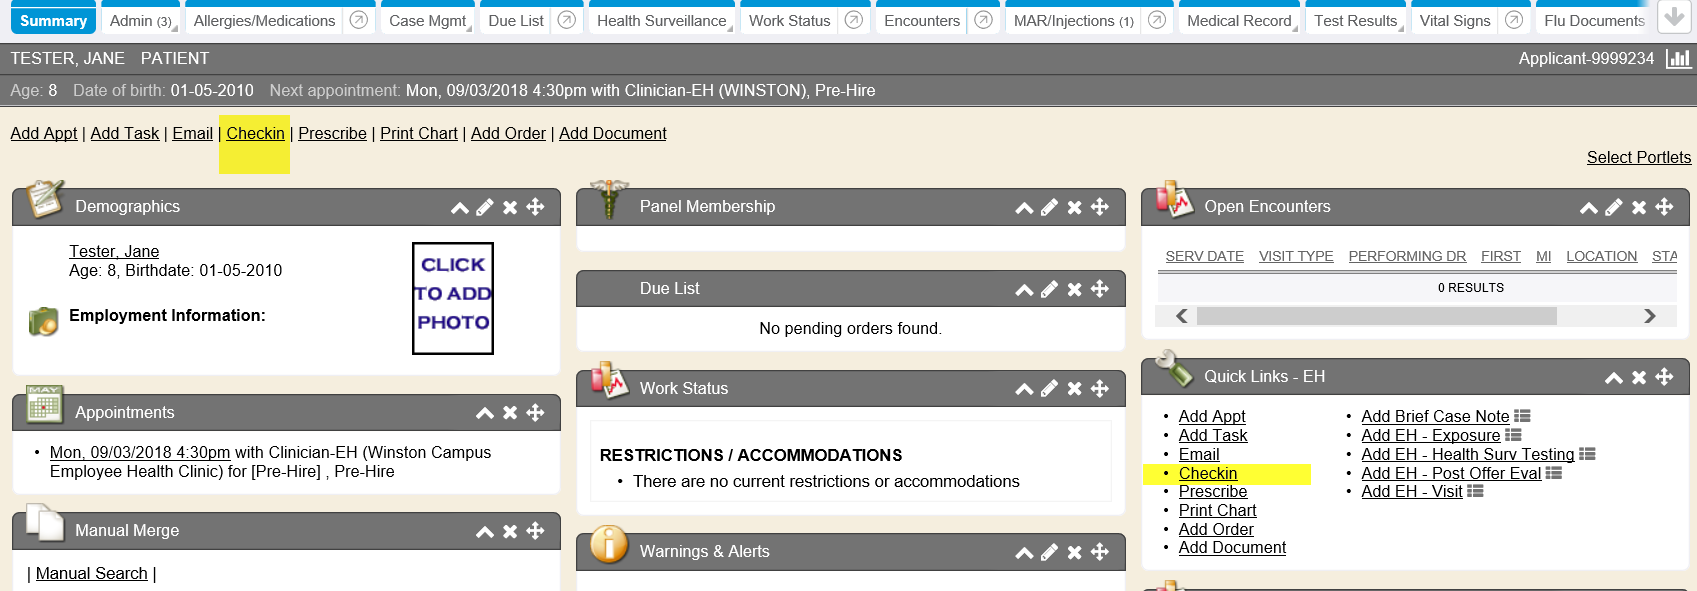 Summary Admin (3) Allergies/Medications Case Mgmt Due List Health Surveillance Work Status Encounters MAR/Injections (1) Medical Record Test Results Vital Signs Flu Documents
TESTER, JANE PATIENT Applicant-9999234
Age: 8 Date of birth: 01-05-2010 Next appointment: Mon, 09/03/2018 4:30pm with Clinician-EH (WINSTON), Pre-Hire
Add Appt | Add Task | Email | Checkin | Prescribe | Print Chart | Add Order | Add Document
Select Portlets
Demographics
Tester, Jane
Age: 8, Birthdate: 01-05-2010
CLICK
TO ADD
PHOTO
Employment Information:
MAY
Appointments
• Mon, 09/03/2018 4:30pm with Clinician-EH (Winston Campus
Employee Health Clinic) for [Pre-Hire] , Pre-Hire
Manual Merge
| Manual Search |
Panel Membership
Due List
No pending orders found.
Work Status
RESTRICTIONS / ACCOMMODATIONS
• There are no current restrictions or accommodations
Warnings & Alerts
Open Encounters
SERV DATE VISIT TYPE PERFORMING DR FIRST MI LOCATION STA
0 RESULTS
Quick Links - EH
• Add Appt
• Add Task
• Email
• Checkin
• Prescribe
• Print Chart
• Add Order
• Add Document
• Add Brief Case Note
• Add EH - Exposure
• Add EH - Health Surv Testing
• Add EH - Post Offer Eval
• Add EH - Visit